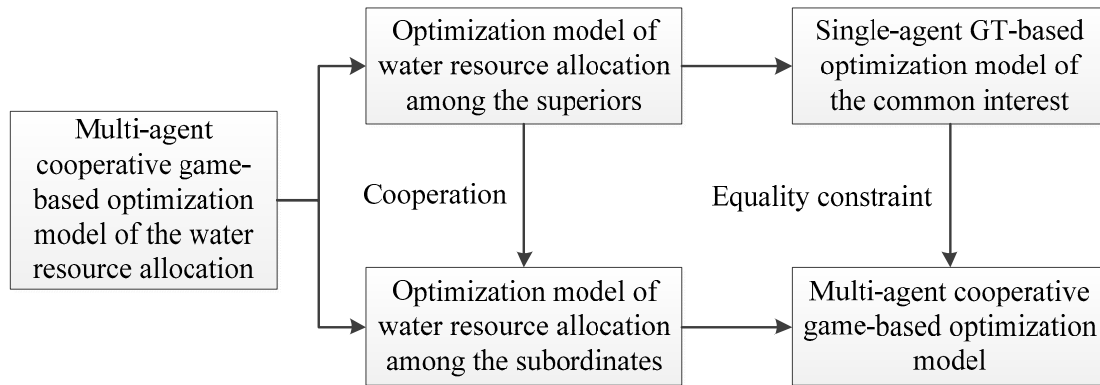 Multi-agent
cooperative game-
based optimization
model of the water
resource allocation
Optimization model of
water resource allocation
among the superiors
Single-agent GT-based
optimization model of
the common interest
Cooperation
Equality constraint
Optimization model of
water resource allocation
among the subordinates
Multi-agent cooperative
game-based optimization
model